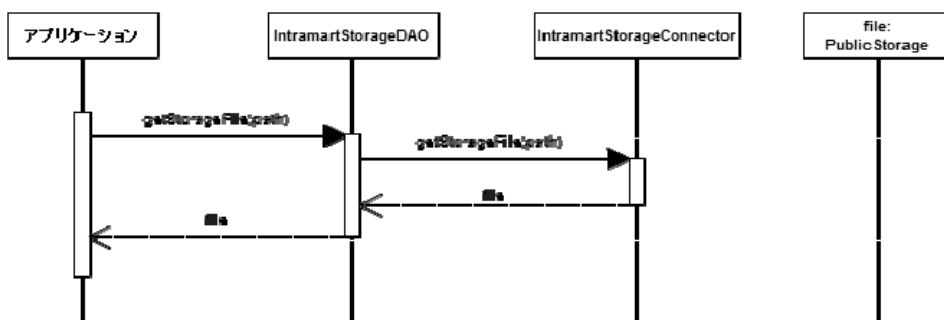 アプリケーション
IntramartStorageDAO
IntramartStorageConnector
file:
PublicStorage
getStorageFile(path)
getStorageFile(path)
file
file